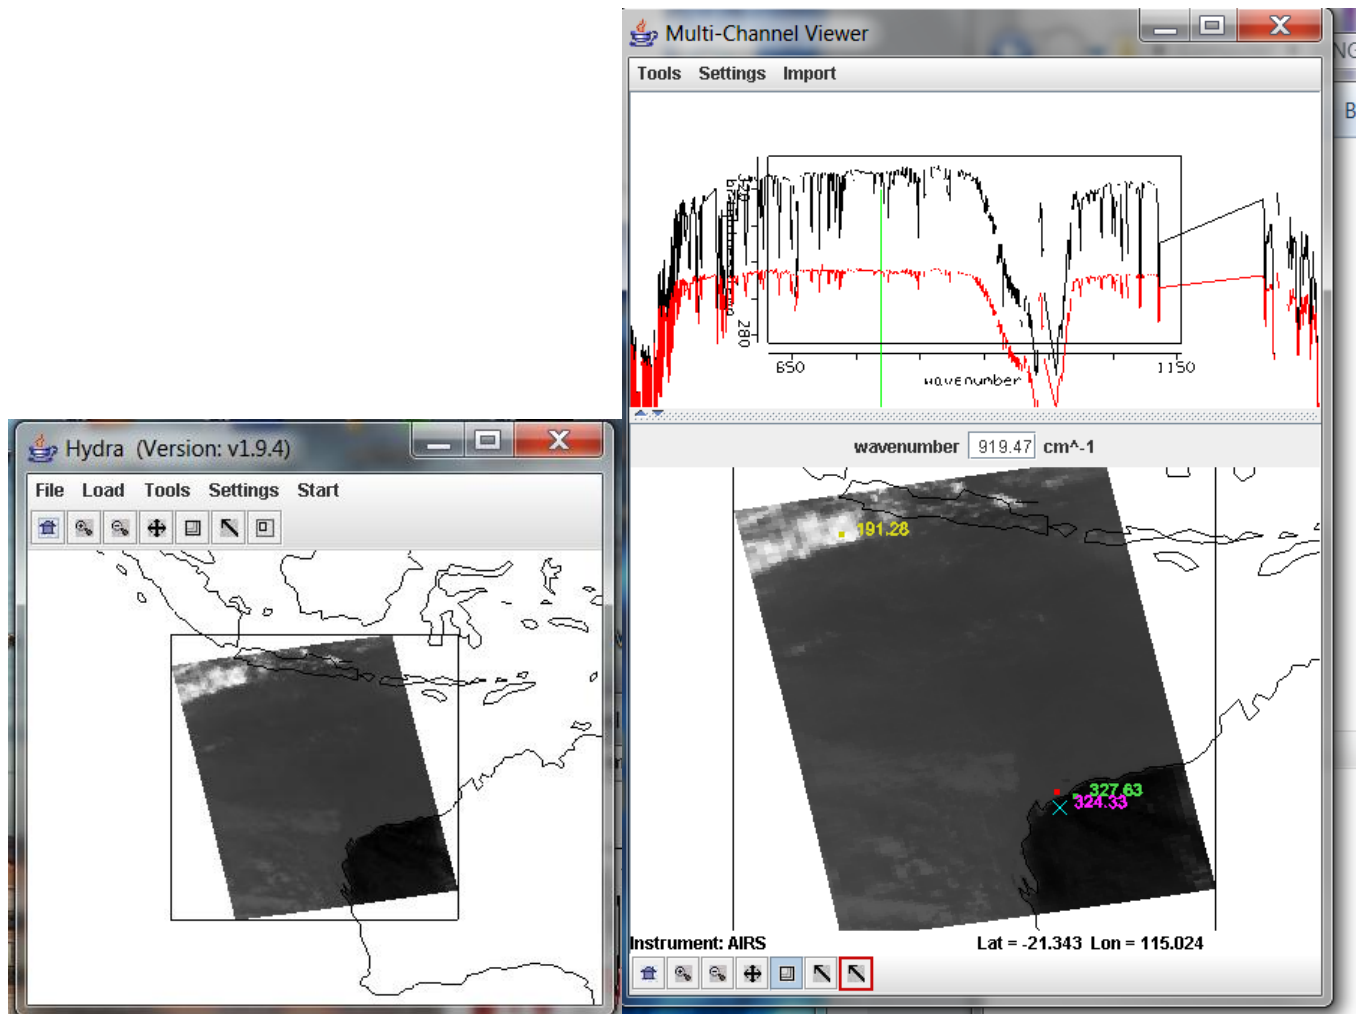 Multi-Channel Viewer
Tools Settings Import
320
280
650
1150
wavenumber
wavenumber 919.47 cm^-1
191.28
327.63
324.33
Instrument: AIRS
Lat = -21.343 Lon = 115.024
Hydra (Version: v1.9.4)
File Load Tools Settings Start